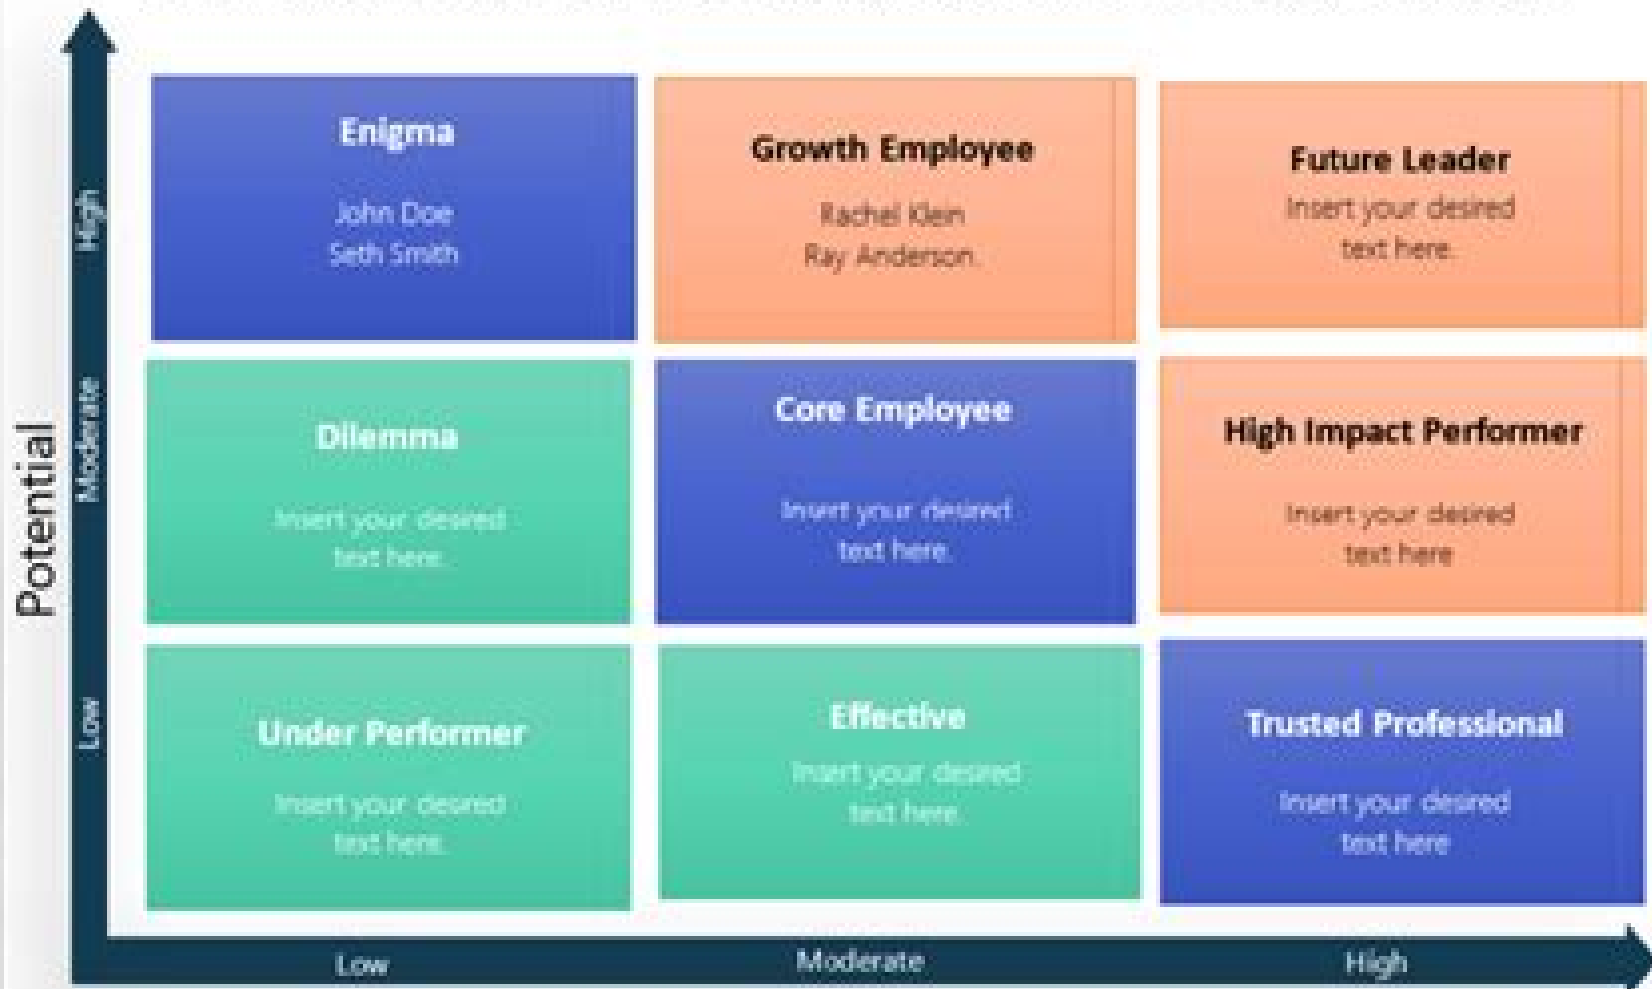 Potential
High
Moderate
Low
Enigma
John Doe
Seth Smith
Growth Employee
Rachel Klein
Ray Anderson.
Future Leader
Insert your desired
text here.
Dilemma
Insert your desired
text here.
Core Employee
Insert your desired
text here.
High Impact Performer
Insert your desired
text here
Under Performer
Insert your desired
text here.
Effective
Insert your desired
text here.
Trusted Professional
Insert your desired
text here
Low
Moderate
High